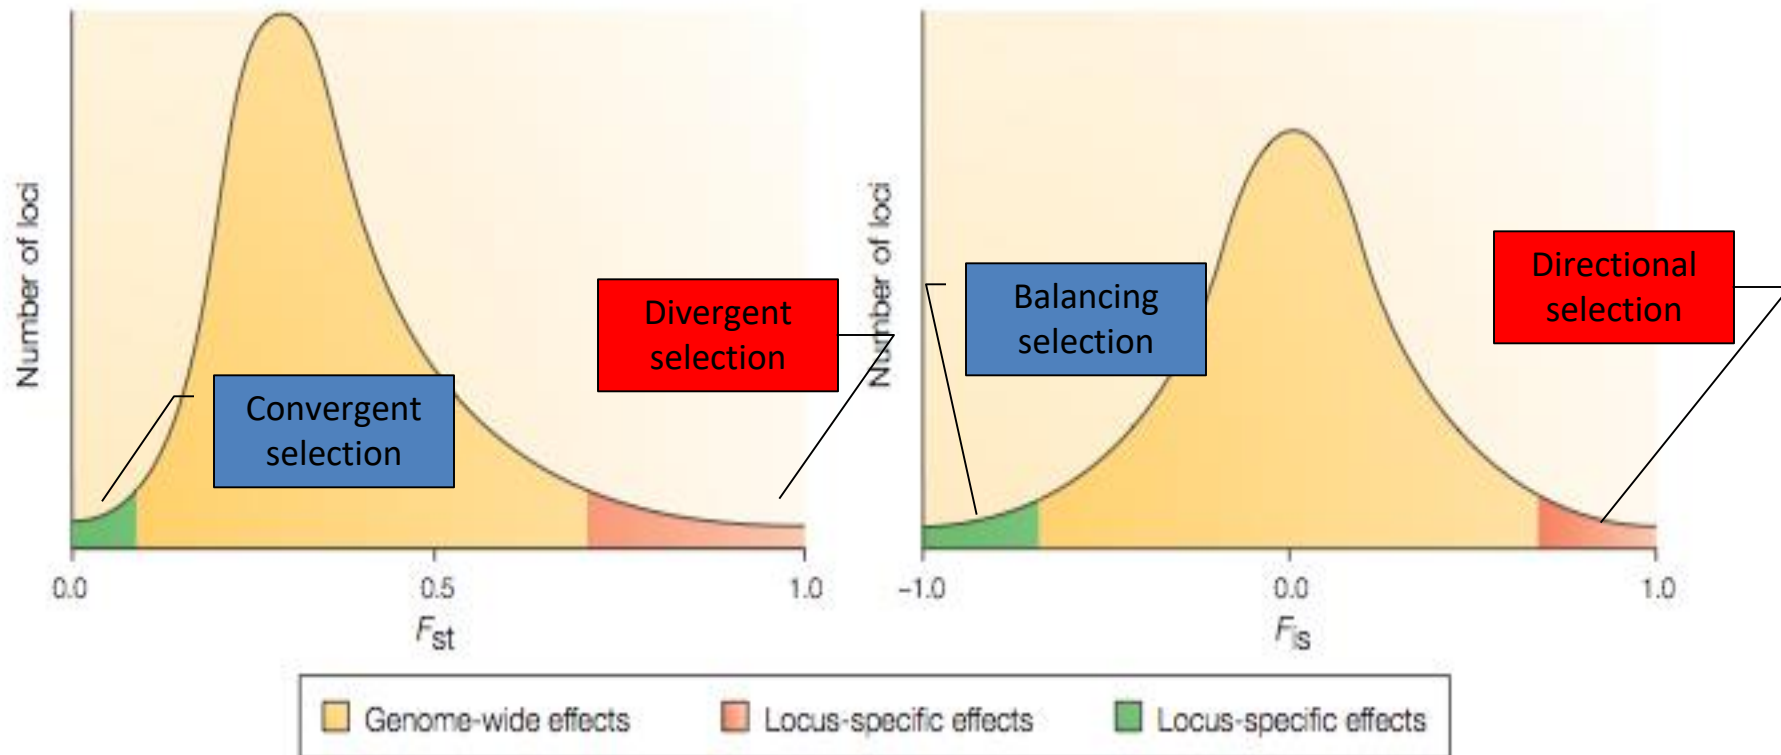 Number of loci
Convergent
selection
Divergent
selection
0.0
0.5
1.0
Fst
Number of loci
Balancing
selection
Directional
selection
−1.0
0.0
1.0
Fis
Genome-wide effects
Locus-specific effects
Locus-specific effects